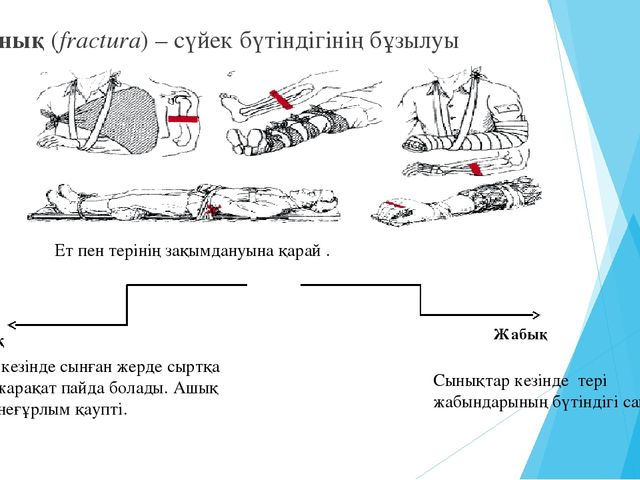 нық (fractura) – сүйек бүтіндігінің бұзылуы
Ет пен терінің зақымдануына қарай .
қ
Жабық
кезінде сынған жерде сыртқа
жарақат пайда болады. Ашық
неғұрлым қаупті.
Сынықтар кезінде тері
жабындарының бүтіндігі са